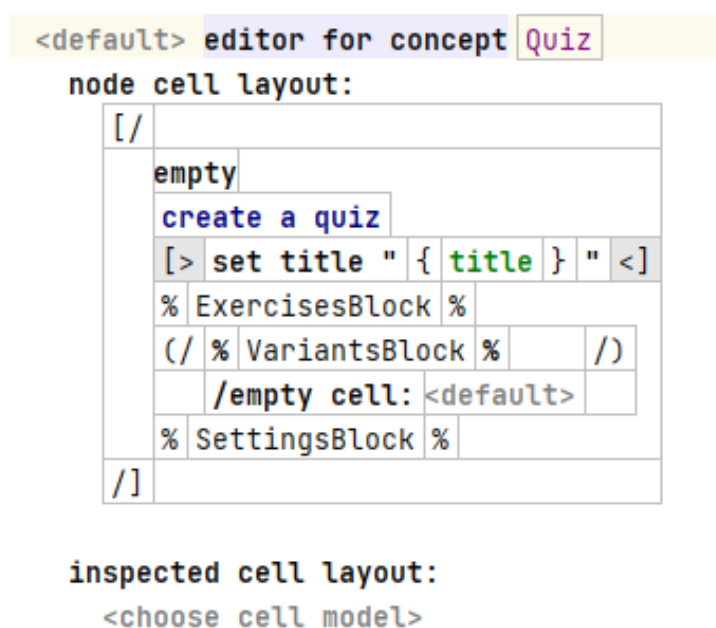 <default> editor for concept Quiz
node cell layout:
[/
empty
create a quiz
[> set title " { title } " <]
% ExercisesBlock %
(/ % VariantsBlock % /)
/empty cell: <default>
% SettingsBlock %
/]
inspected cell layout:
<choose cell model>